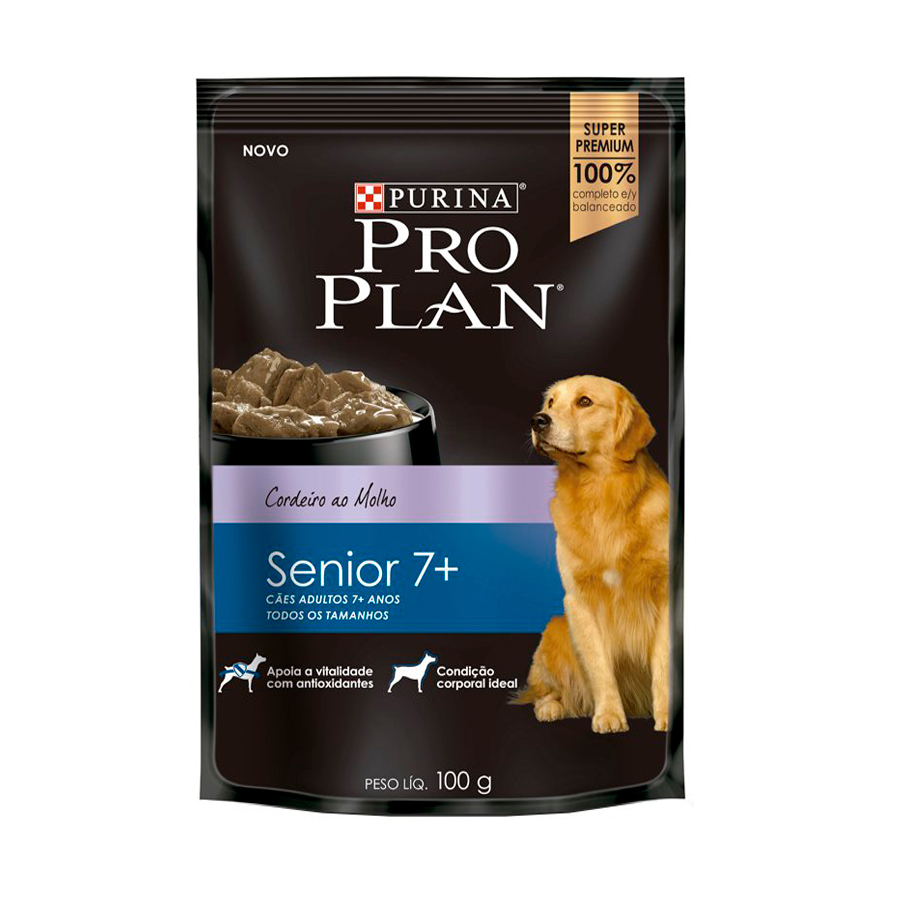 NOVO
SUPER
PREMIUM
100%
completo e/y
balanceado
PURINA®
PRO
PLAN®
Cordeiro ao Molho
Senior 7+
CÃES ADULTOS 7+ ANOS
TODOS OS TAMANHOS
Apoia a vitalidade
com antioxidantes
Condição
corporal ideal
PESO LÍQ. 100 g